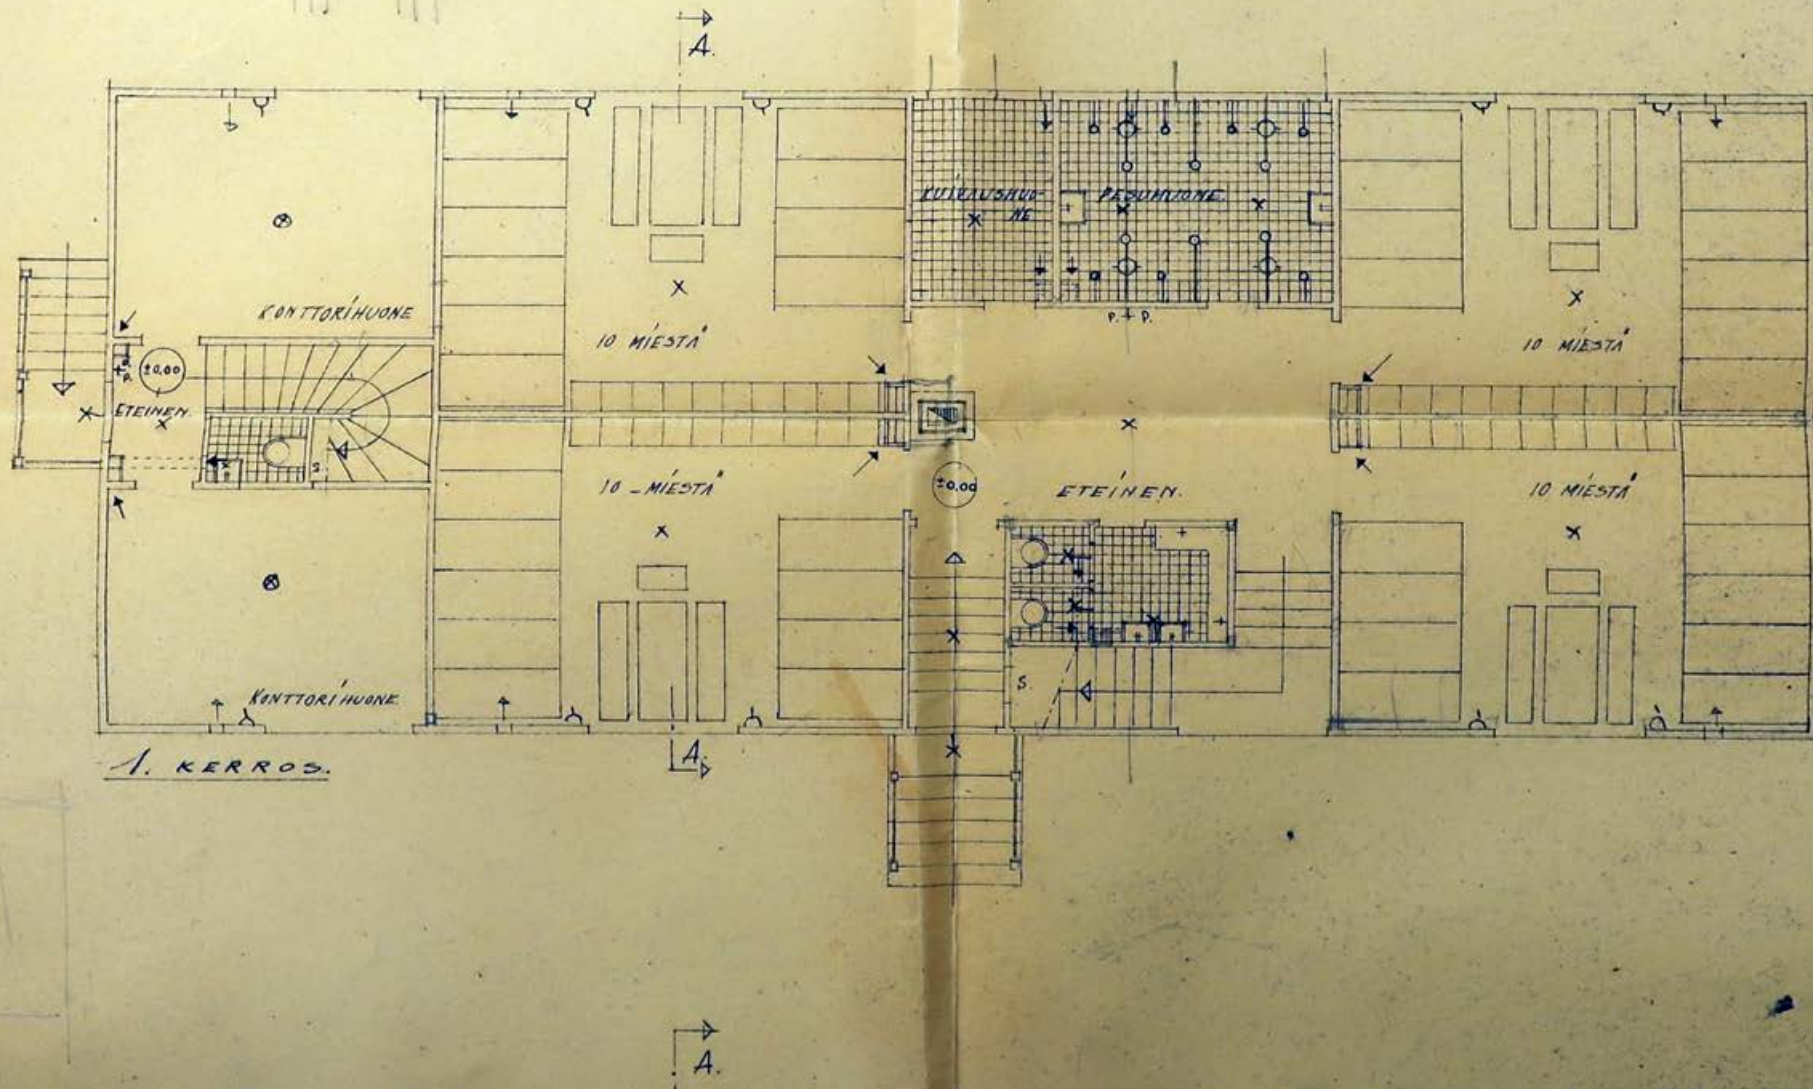 A.
KUIVAUSHUO-
NE
PESUHUONE.
KONTTORIHUONE
P. + P.
10 MIESTÄ
10 MIESTÄ
±0.00
P.
ETEINEN.
S
10 - MIESTÄ
±0.00
ETEINEN.
10 MIESTÄ
S.
KONTTORIHUONE
A.
1. KERROS.
A.